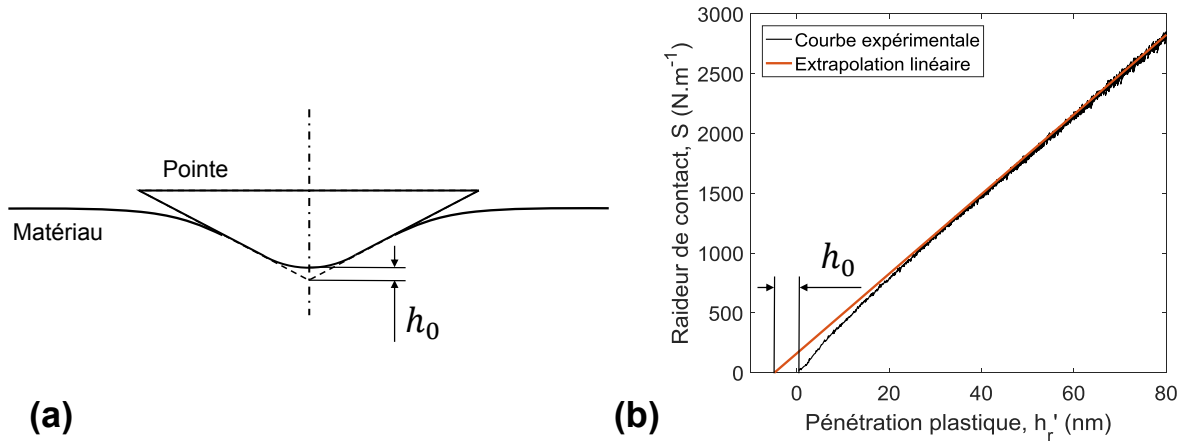 Pointe
Matériau
h₀
(a)
3000
2500
2000
1500
1000
500
0
Raideur de contact, S (N.m⁻¹)
Courbe expérimentale
Extrapolation linéaire
h₀
0 20 40 60 80
Pénétration plastique, hᵣ' (nm)
(b)